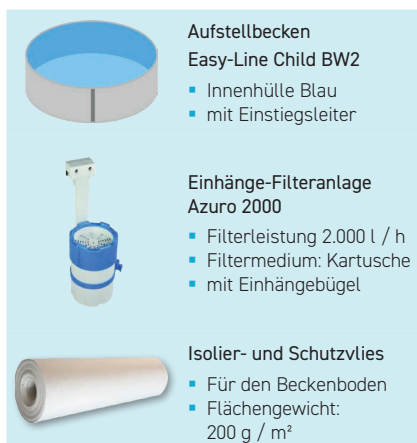 Aufstellbecken
Easy-Line Child BW2
▪ Innenhülle Blau
▪ mit Einstiegsleiter
Einhänge-Filteranlage
Azuro 2000
▪ Filterleistung 2.000 l / h
▪ Filtermedium: Kartusche
▪ mit Einhängebügel
Isolier- und Schutzvlies
▪ Für den Beckenboden
▪ Flächengewicht:
200 g / m²